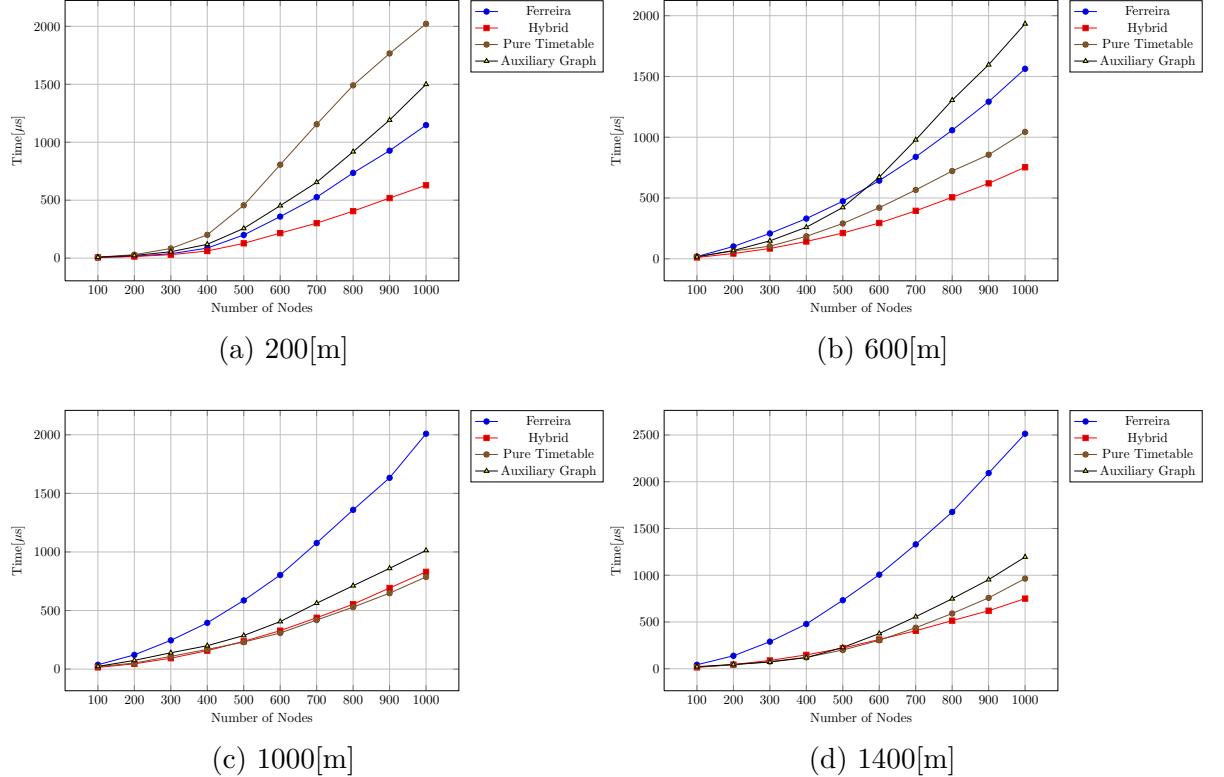 2000
1500
1000
500
0
Time[μs]
100 200 300 400 500 600 700 800 900 1000
Number of Nodes
Ferreira
Hybrid
Pure Timetable
Auxiliary Graph
(a) 200[m]
2000
1500
1000
500
0
Time[μs]
100 200 300 400 500 600 700 800 900 1000
Number of Nodes
Ferreira
Hybrid
Pure Timetable
Auxiliary Graph
(b) 600[m]
2000
1500
1000
500
0
Time[μs]
100 200 300 400 500 600 700 800 900 1000
Number of Nodes
Ferreira
Hybrid
Pure Timetable
Auxiliary Graph
(c) 1000[m]
2500
2000
1500
1000
500
0
Time[μs]
100 200 300 400 500 600 700 800 900 1000
Number of Nodes
Ferreira
Hybrid
Pure Timetable
Auxiliary Graph
(d) 1400[m]